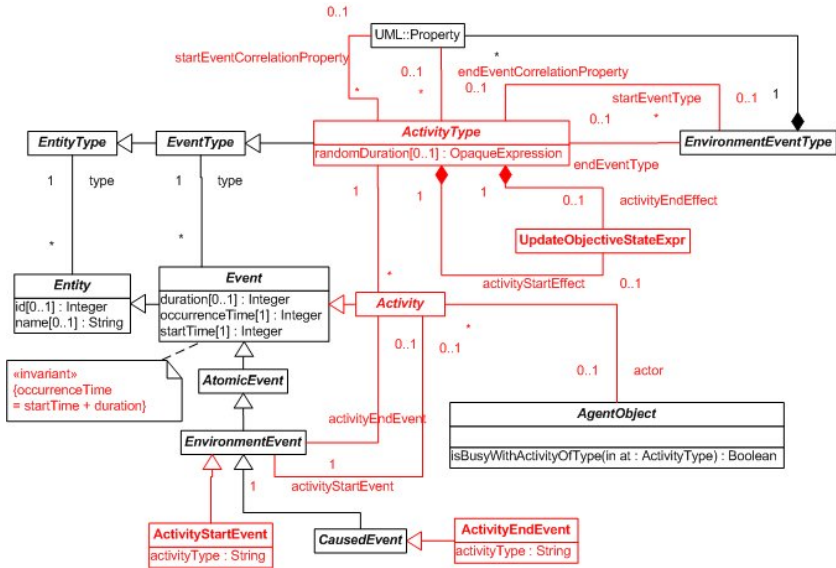 0..1
UML::Property
startEventCorrelationProperty
*
0..1
endEventCorrelationProperty
0..1
startEventType
0..1
1
*
*
0..1
*
EntityType
EventType
ActivityType
randomDuration[0..1] : OpaqueExpression
EnvironmentEventType
endEventType
1
type
1
type
1
1
1
0..1
activityEndEffect
UpdateObjectiveStateExpr
*
*
*
activityStartEffect
0..1
Entity
id[0..1] : Integer
name[0..1] : String
Event
duration[0..1] : Integer
occurrenceTime[1] : Integer
startTime[1] : Integer
Activity
*
0..1
0..1
«invariant»
{occurrenceTime
= startTime + duration}
AtomicEvent
0..1
actor
activityEndEvent
AgentObject
isBusyWithActivityOfType(in at : ActivityType) : Boolean
EnvironmentEvent
1
1
activityStartEvent
ActivityStartEvent
activityType : String
CausedEvent
ActivityEndEvent
activityType : String